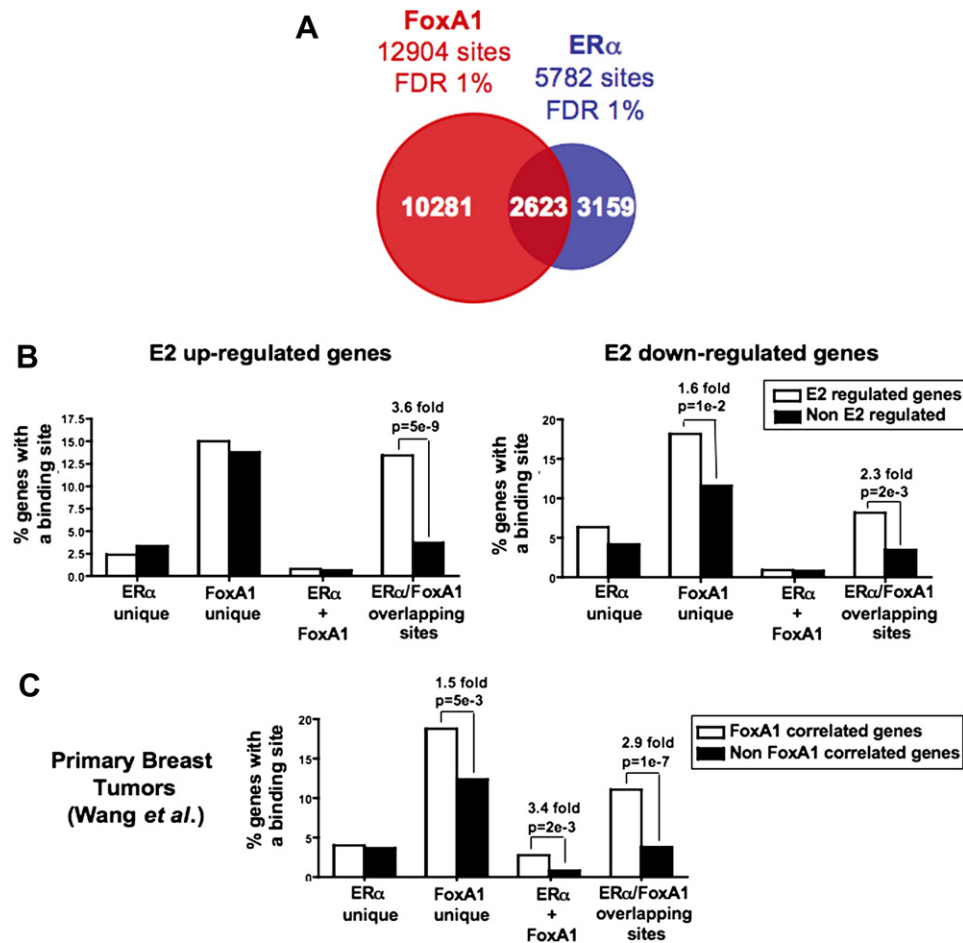 A
FoxA1
12904 sites
FDR 1%
ERα
5782 sites
FDR 1%
10281
2623
3159
B
E2 up-regulated genes
% genes with
a binding site
17.5
15.0
12.5
10.0
7.5
5.0
2.5
0.0
3.6 fold
p=5e-9
ERα
unique
FoxA1
unique
ERα
+
FoxA1
ERα/FoxA1
overlapping
sites
E2 down-regulated genes
E2 regulated genes
Non E2 regulated
% genes with
a binding site
20
15
10
5
0
1.6 fold
p=1e-2
2.3 fold
p=2e-3
ERα
unique
FoxA1
unique
ERα
+
FoxA1
ERα/FoxA1
overlapping
sites
C
Primary Breast
Tumors
(Wang et al.)
% genes with
a binding site
20
15
10
5
0
1.5 fold
p=5e-3
3.4 fold
p=2e-3
2.9 fold
p=1e-7
FoxA1 correlated genes
Non FoxA1 correlated genes
ERα
unique
FoxA1
unique
ERα
+
FoxA1
ERα/FoxA1
overlapping
sites